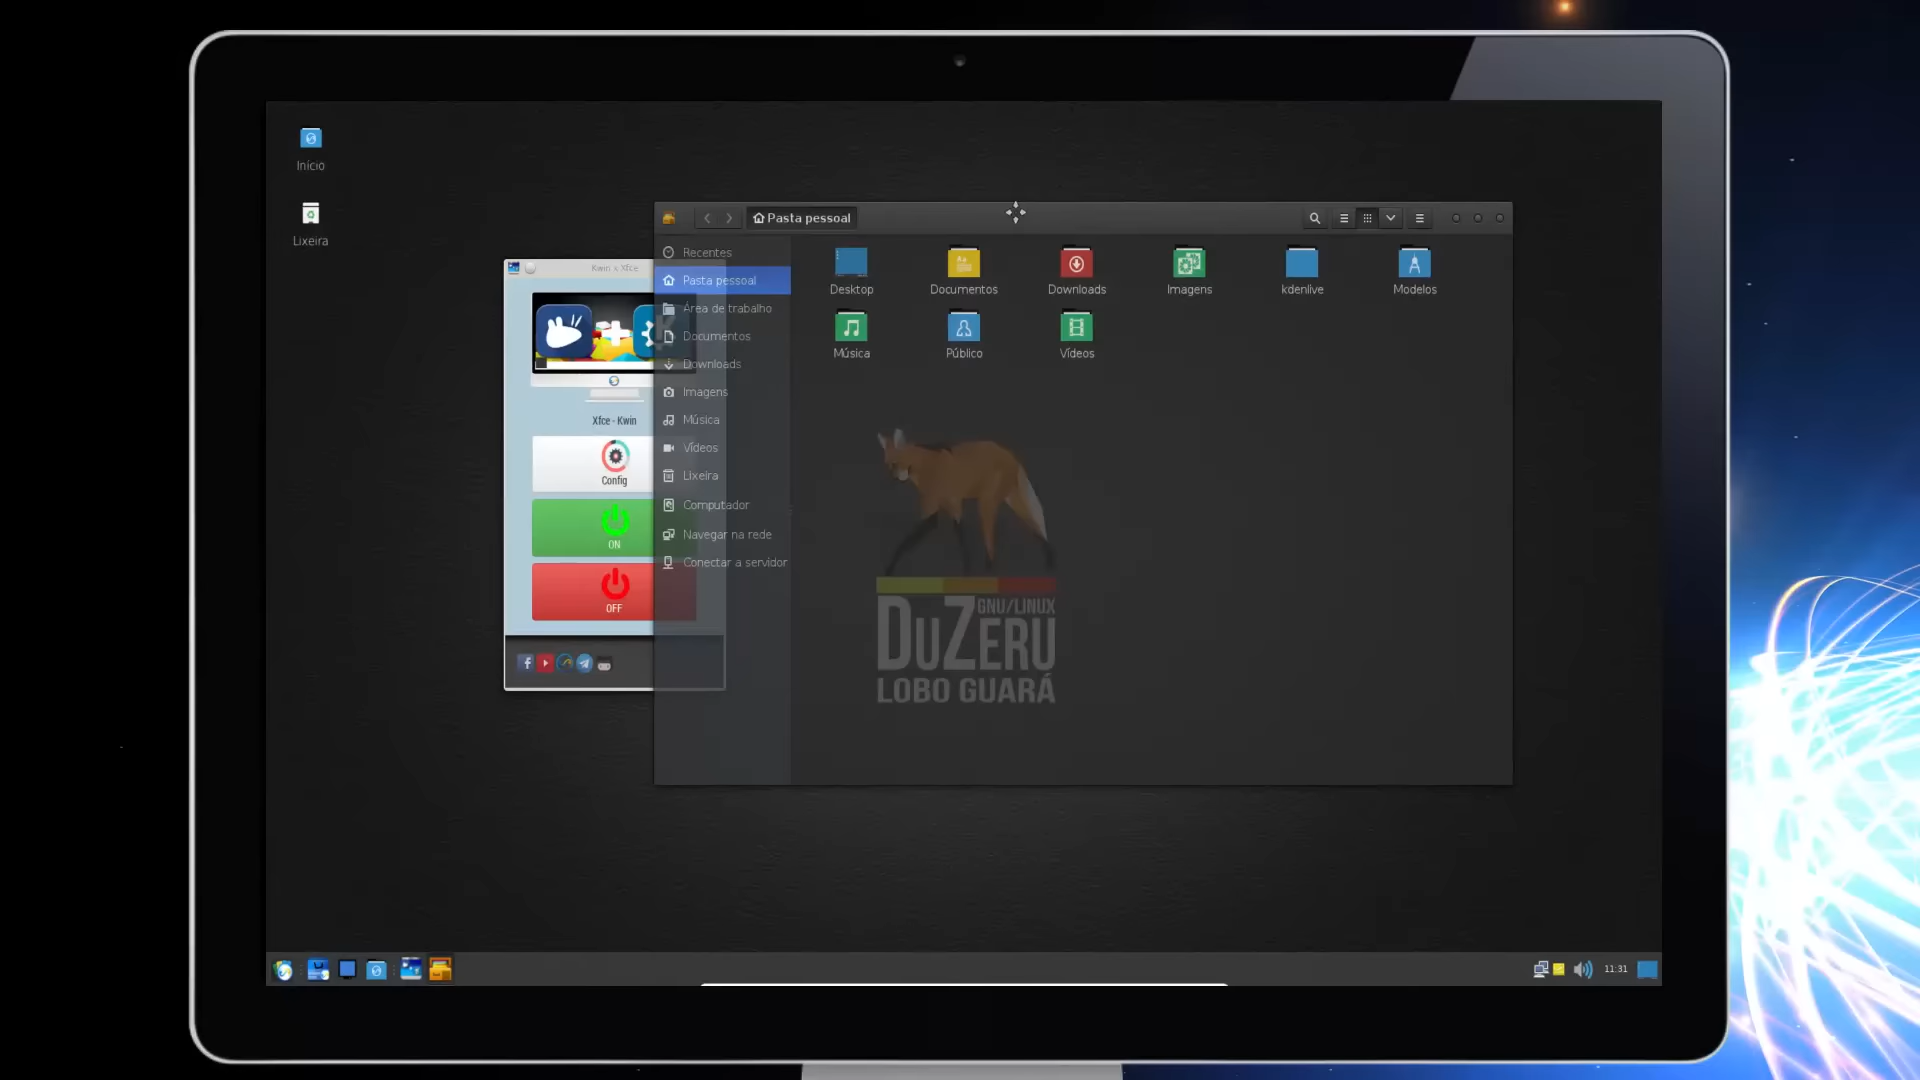 Início
Lixeira
Pasta pessoal
Recentes
Pasta pessoal
Área de trabalho
Documentos
Downloads
Imagens
Música
Vídeos
Lixeira
Computador
Navegar na rede
Conectar a servidor
Desktop
Documentos
Downloads
Imagens
kdenlive
Modelos
Música
Público
Vídeos
Kwin x Xfce
Xfce - Kwin
Config
ON
OFF
GNU/LINUX
DUZERU
LOBO GUARÁ
11:31